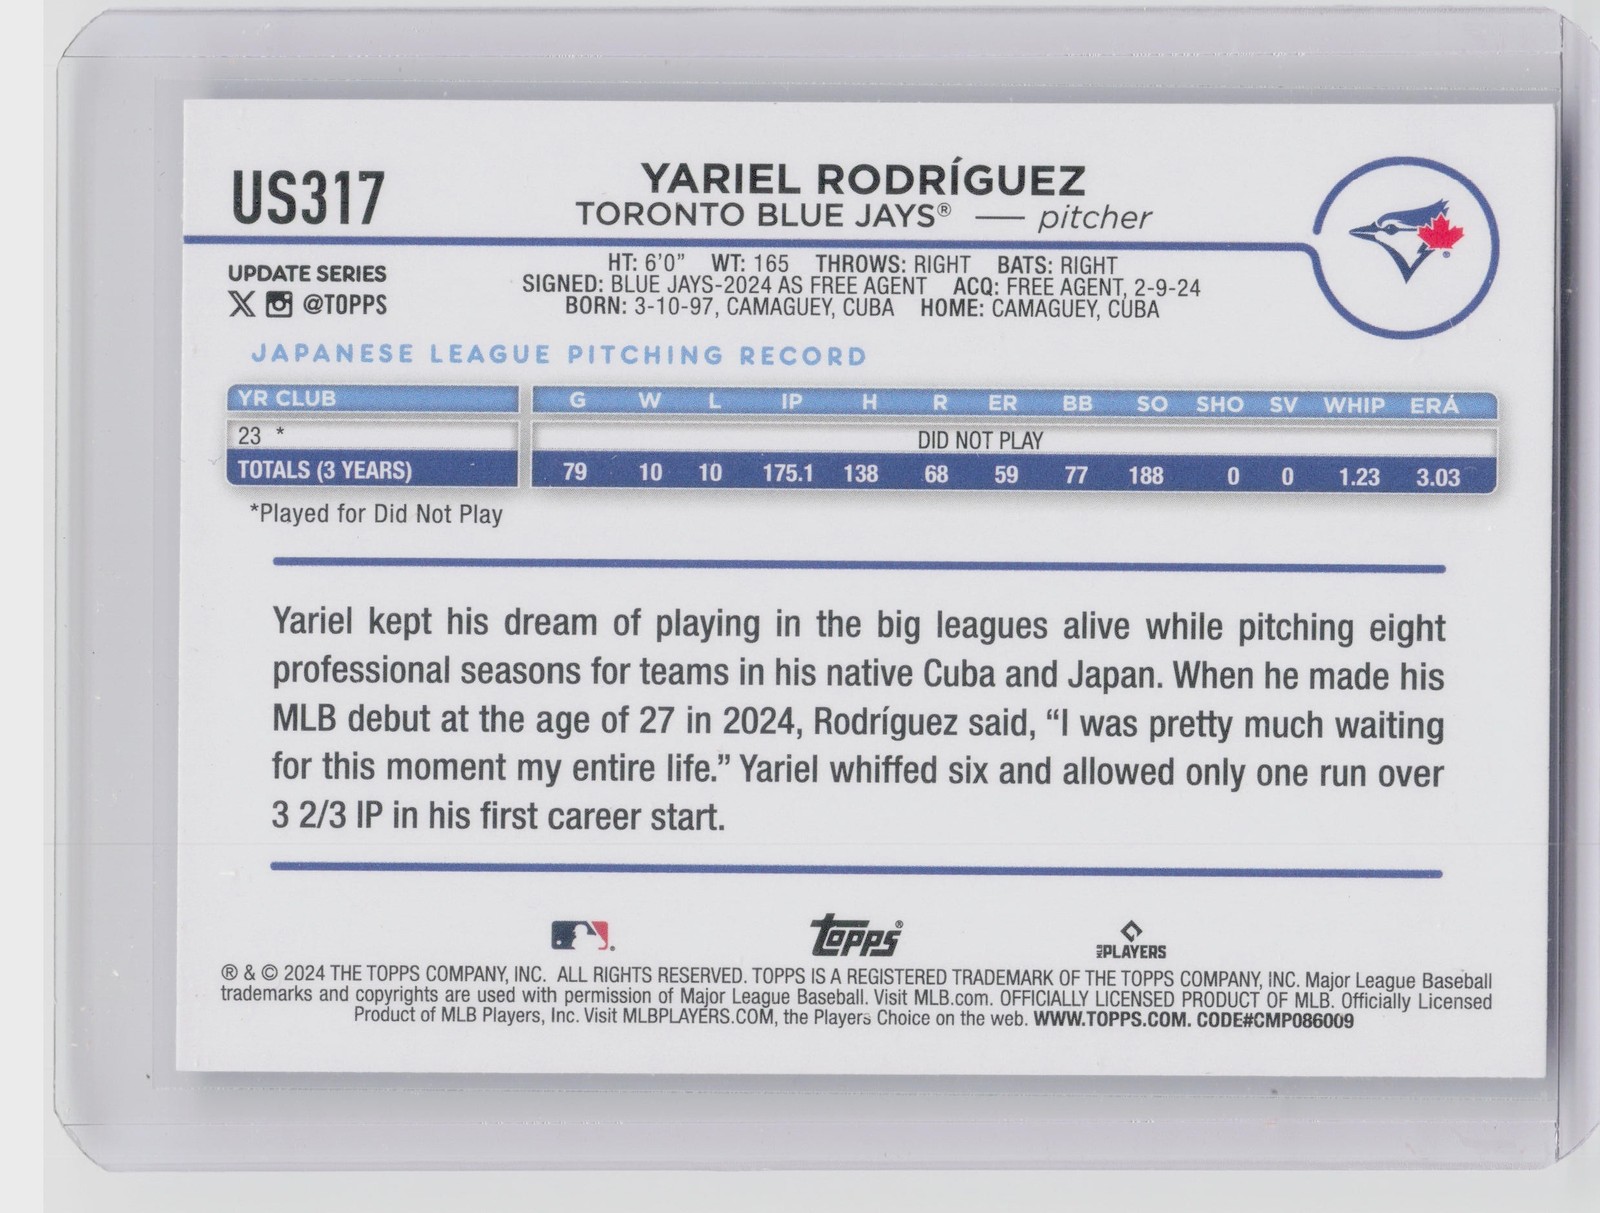 US317
YARIEL RODRÍGUEZ
TORONTO BLUE JAYS® — pitcher
UPDATE SERIES
@TOPPS
HT: 6'0" WT: 165 THROWS: RIGHT BATS: RIGHT
SIGNED: BLUE JAYS-2024 AS FREE AGENT ACQ: FREE AGENT, 2-9-24
BORN: 3-10-97, CAMAGUEY, CUBA HOME: CAMAGUEY, CUBA
JAPANESE LEAGUE PITCHING RECORD
YR CLUB G W L IP H R ER BB SO SHO SV WHIP ERA
23 * DID NOT PLAY
TOTALS (3 YEARS) 79 10 10 175.1 138 68 59 77 188 0 0 1.23 3.03
*Played for Did Not Play
Yariel kept his dream of playing in the big leagues alive while pitching eight
professional seasons for teams in his native Cuba and Japan. When he made his
MLB debut at the age of 27 in 2024, Rodríguez said, “I was pretty much waiting
for this moment my entire life.” Yariel whiffed six and allowed only one run over
3 2/3 IP in his first career start.
topps®
MLB PLAYERS
® & © 2024 THE TOPPS COMPANY, INC. ALL RIGHTS RESERVED. TOPPS IS A REGISTERED TRADEMARK OF THE TOPPS COMPANY, INC. Major League Baseball
trademarks and copyrights are used with permission of Major League Baseball. Visit MLB.com. OFFICIALLY LICENSED PRODUCT OF MLB. Officially Licensed
Product of MLB Players, Inc. Visit MLBPLAYERS.COM, the Players Choice on the web. WWW.TOPPS.COM. CODE#CMP086009